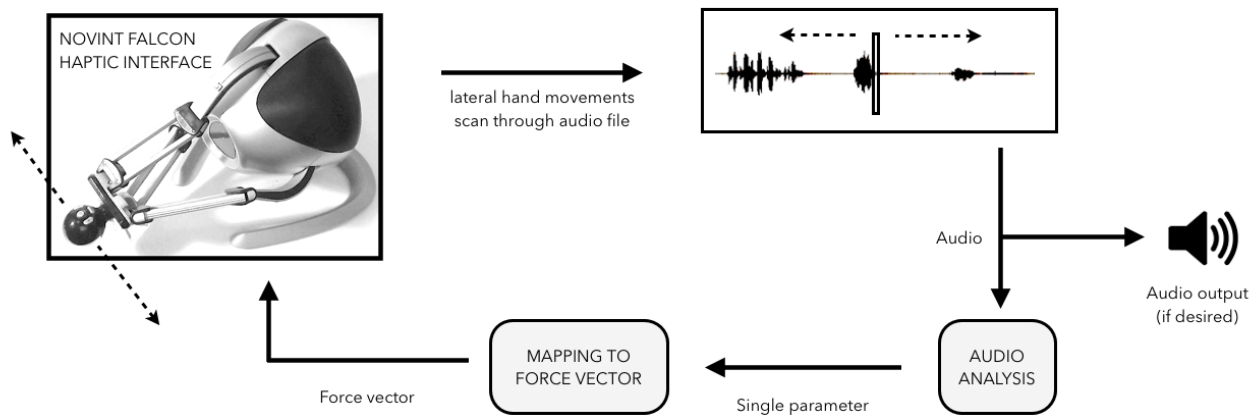 NOVINT FALCON
HAPTIC INTERFACE
lateral hand movements
scan through audio file
Audio
Audio output
(if desired)
AUDIO
ANALYSIS
Single parameter
MAPPING TO
FORCE VECTOR
Force vector